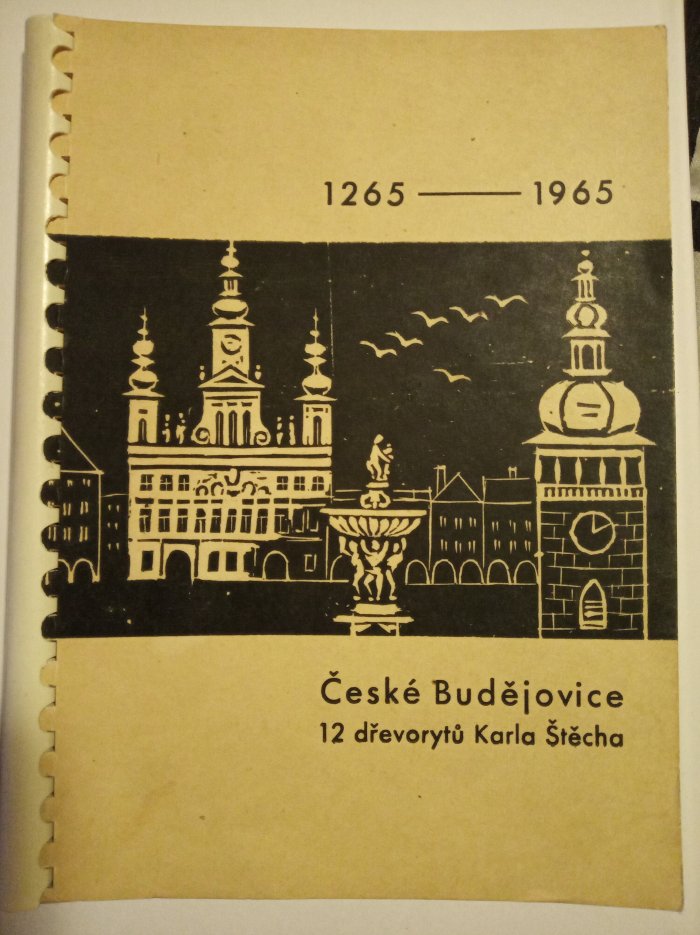 1265 — 1965
České Budějovice
12 dřevorytů Karla Štěcha